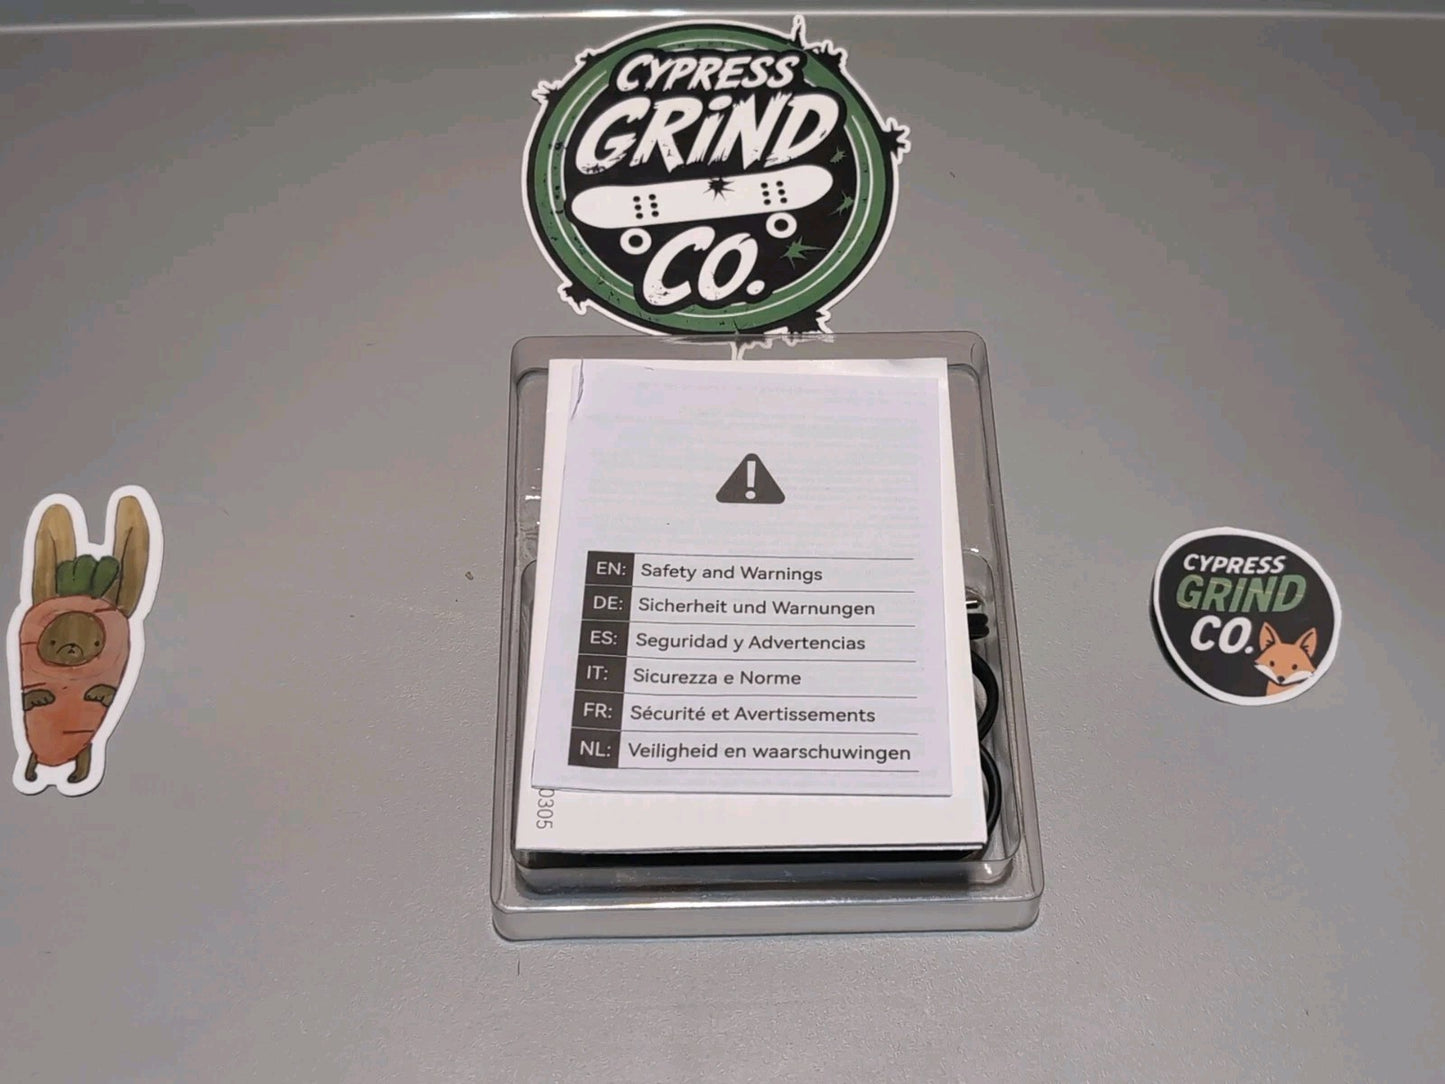 CYPRESS
GRiND
CO.
EN: Safety and Warnings
DE: Sicherheit und Warnungen
ES: Seguridad y Advertencias
IT: Sicurezza e Norme
FR: Sécurité et Avertissements
NL: Veiligheid en waarschuwingen
0305
CYPRESS
GRIND
CO.